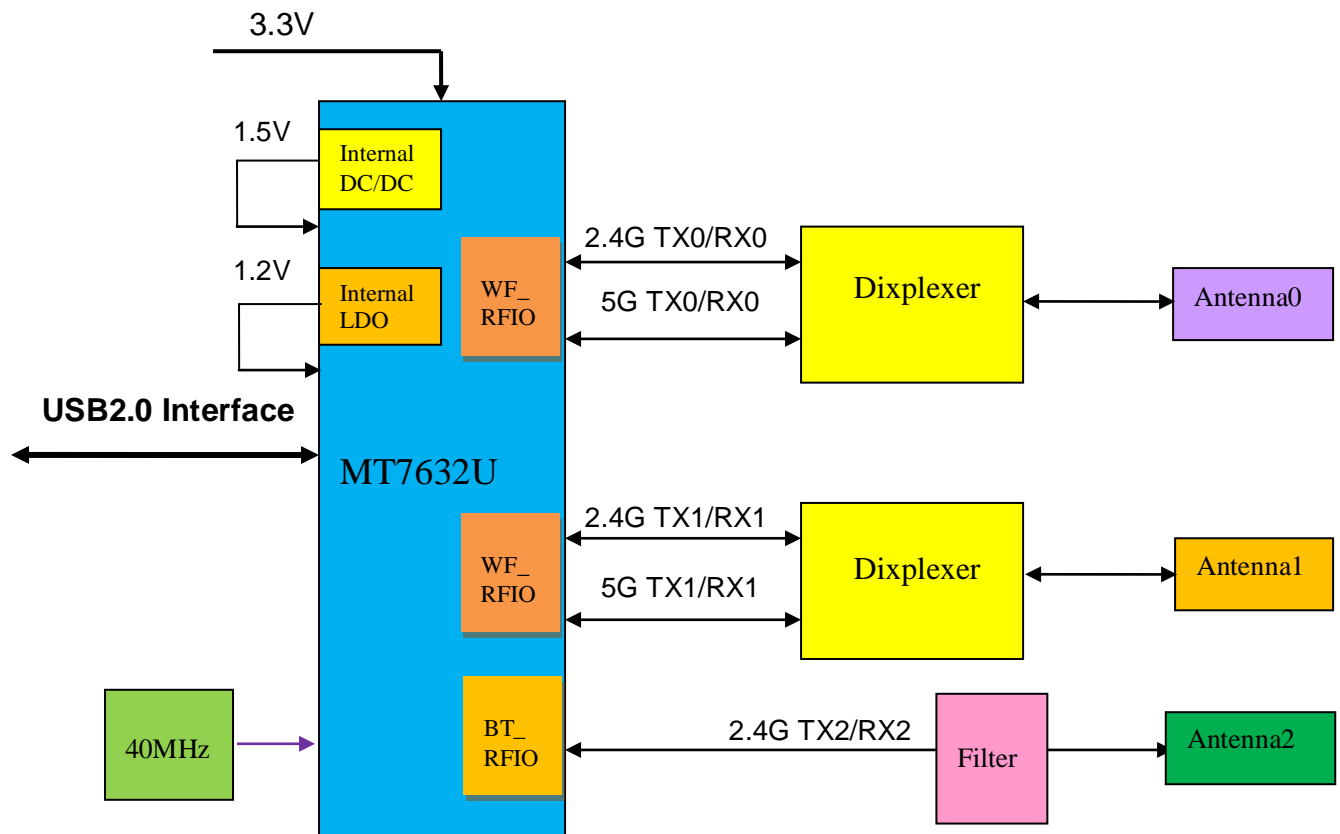 3.3V
1.5V
Internal
DC/DC
2.4G TX0/RX0
1.2V
Internal
LDO
WF_
RFIO
5G TX0/RX0
Dixplexer
Antenna0
USB2.0 Interface
MT7632U
2.4G TX1/RX1
WF_
RFIO
5G TX1/RX1
Dixplexer
Antenna1
40MHz
BT_
RFIO
2.4G TX2/RX2
Filter
Antenna2